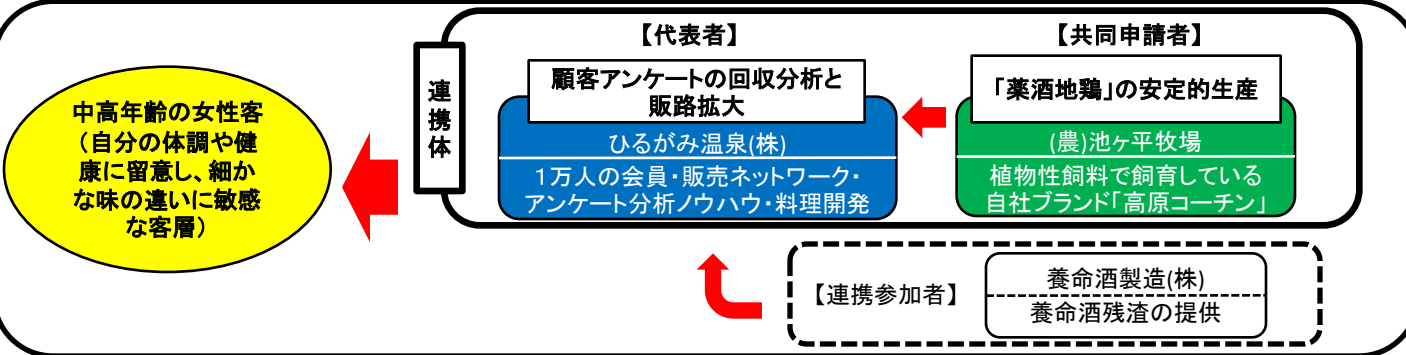 中高年齢の女性客
(自分の体調や健
康に留意し、細か
な味の違いに敏感
な客層)
連携体
【代表者】
顧客アンケートの回収分析と
販路拡大
ひるがみ温泉(株)
1万人の会員・販売ネットワーク・
アンケート分析ノウハウ・料理開発
【共同申請者】
「薬酒地鶏」の安定的生産
(農)池ヶ平牧場
植物性飼料で飼育している
自社ブランド「高原コーチン」
【連携参加者】
養命酒製造(株)
養命酒残渣の提供